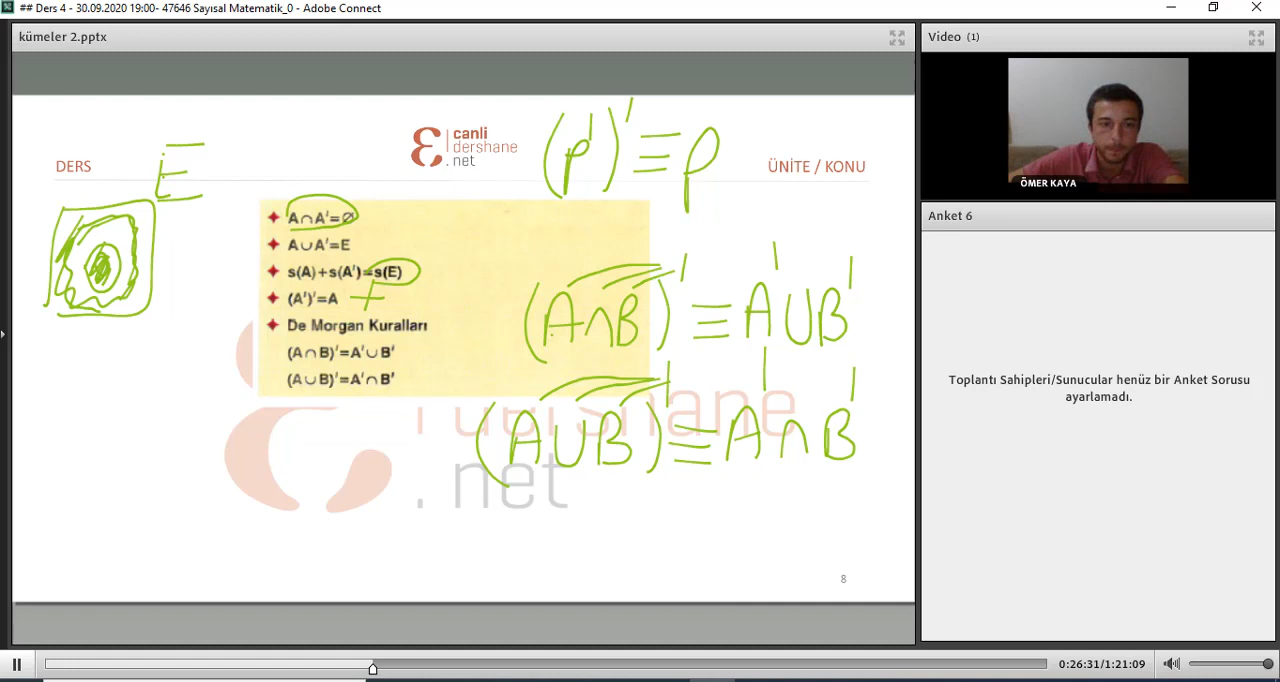 ## Ders 4 - 30.09.2020 19:00- 47646 Sayısal Matematik_0 - Adobe Connect
kümeler 2.pptx
Video (1)
ÖMER KAYA
Anket 6
Toplantı Sahipleri/Sunucular henüz bir Anket Sorusu
ayarlamadı.
DERS
E
canli
dershane
.net
(p')' ≡ p
ÜNİTE / KONU
A∩A'=∅
A∪A'=E
s(A)+s(A')=s(E)
(A')'=A
De Morgan Kuralları
(A∩B)'=A'∪B'
(A∪B)'=A'∩B'
(A∩B)' ≡ A'∪B'
(A∪B)' ≡ A'∩B'
dershane
.net
8
0:26:31/1:21:09